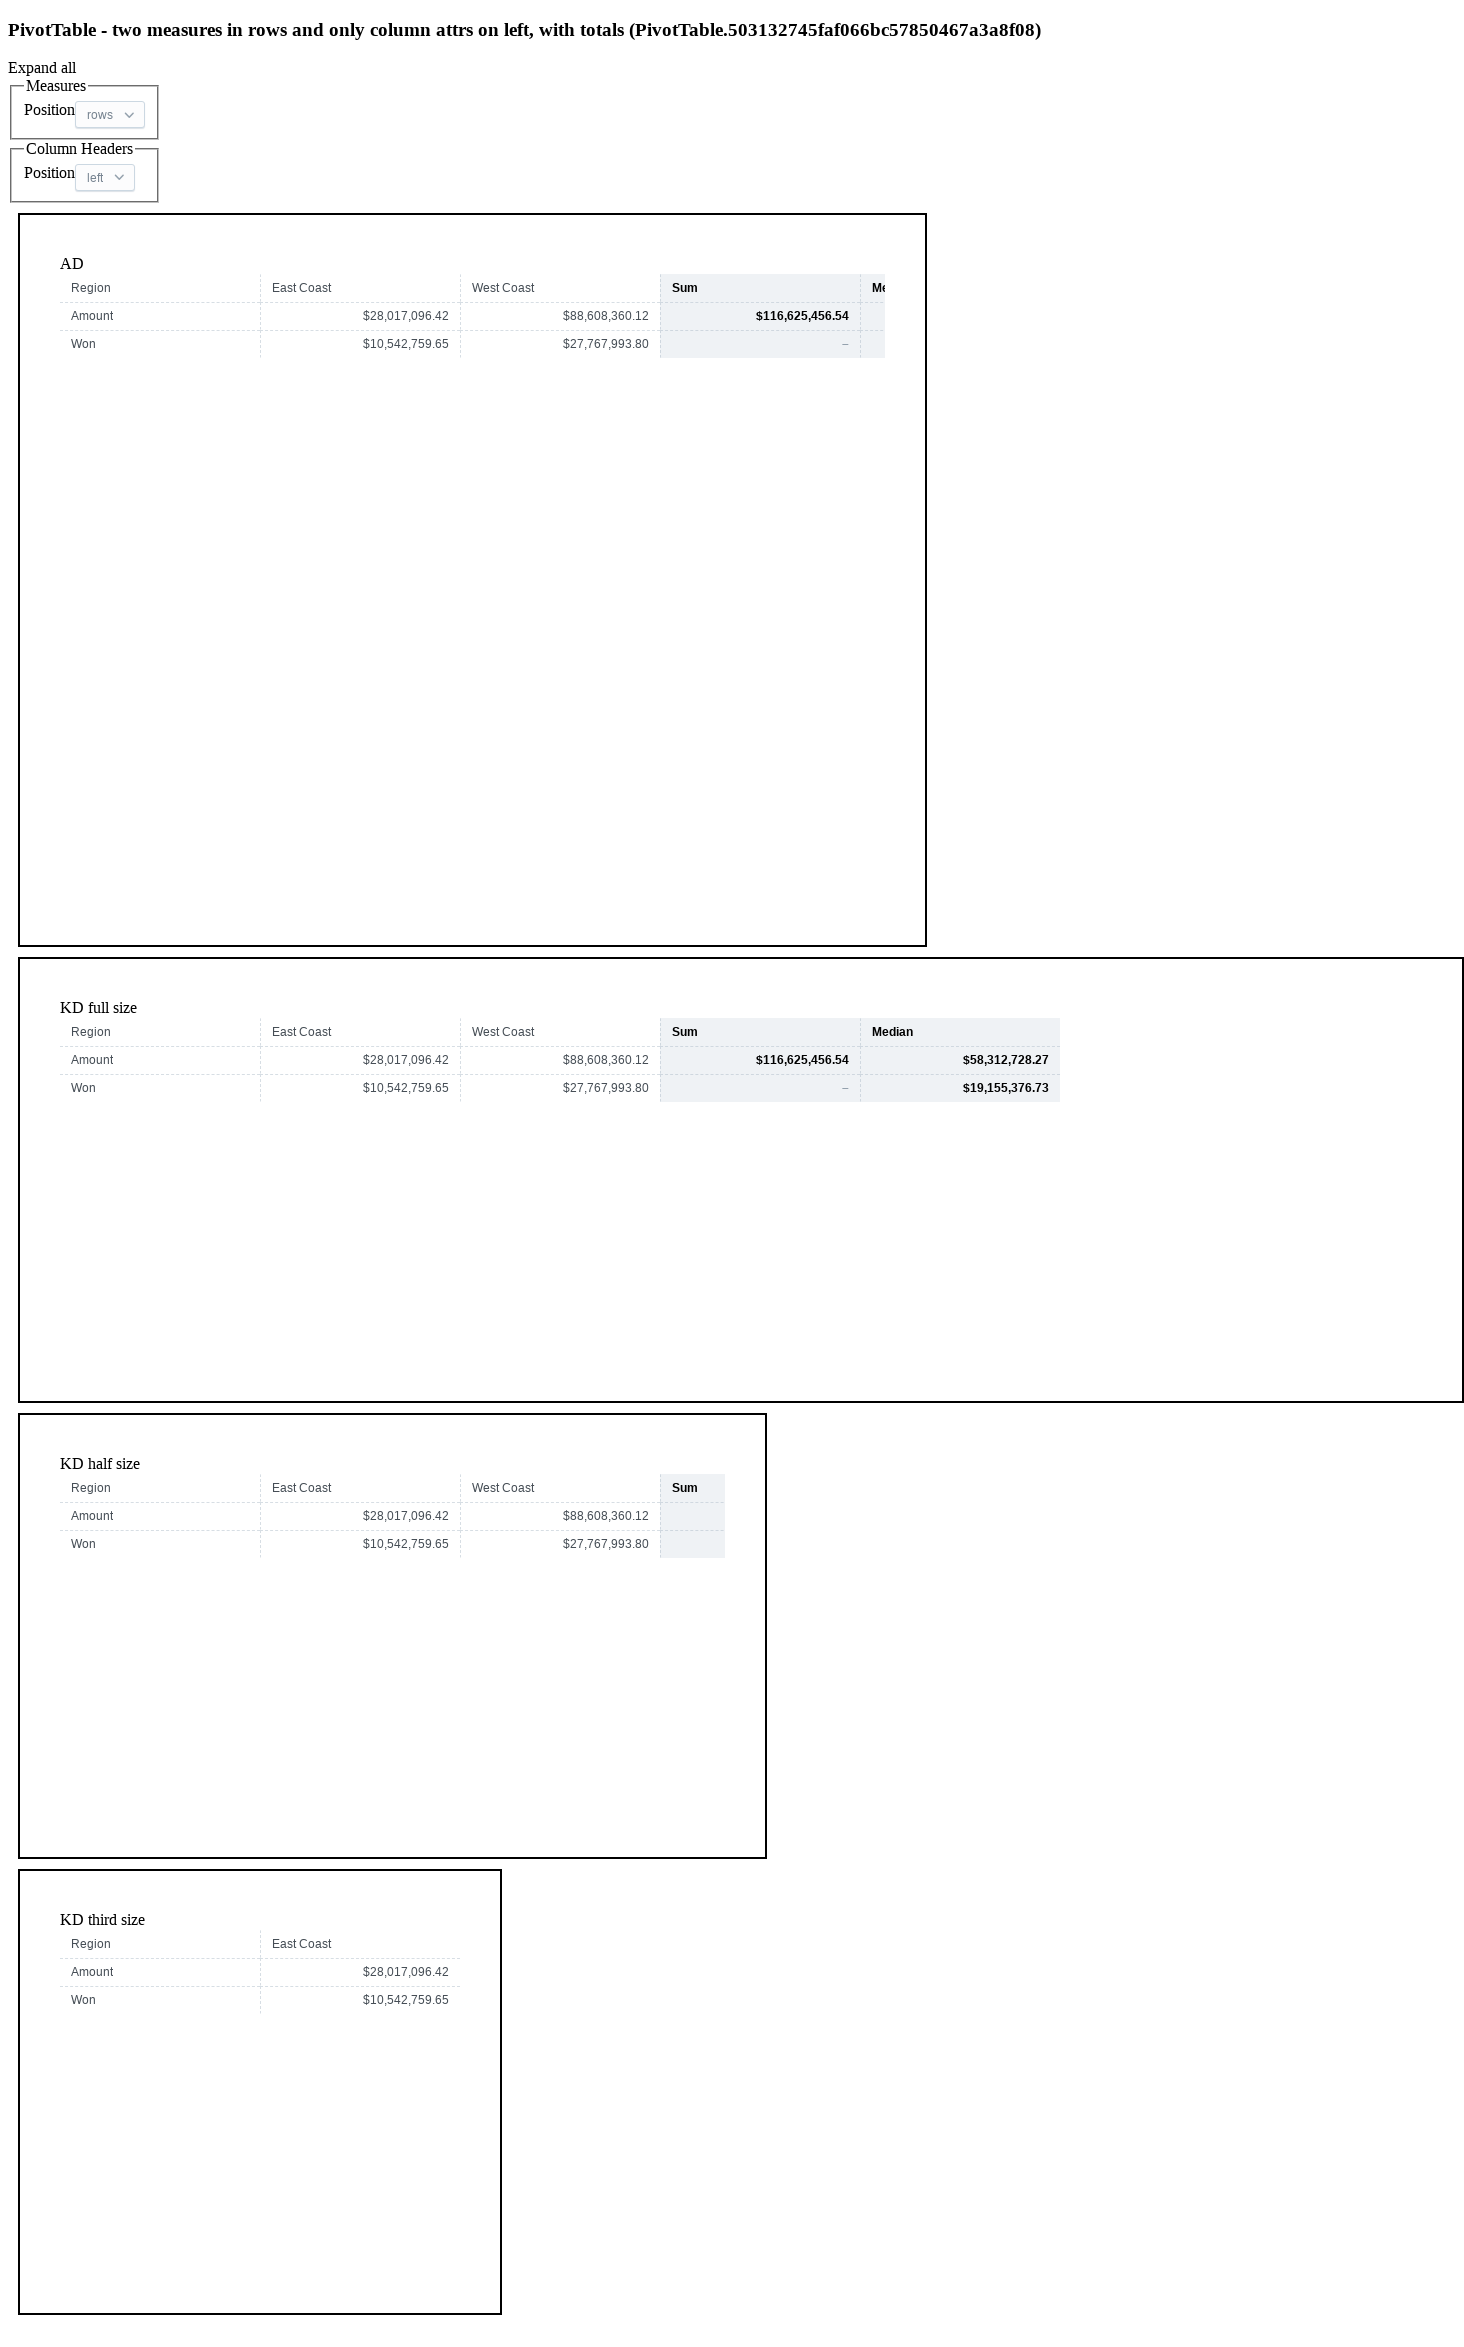 PivotTable - two measures in rows and only column attrs on left, with totals (PivotTable.503132745faf066bc57850467a3a8f08)
Expand all
Measures
Position rows
Column Headers
Position left
AD
Region East Coast West Coast Sum Me
Amount $28,017,096.42 $88,608,360.12 $116,625,456.54
Won $10,542,759.65 $27,767,993.80 –
KD full size
Region East Coast West Coast Sum Median
Amount $28,017,096.42 $88,608,360.12 $116,625,456.54 $58,312,728.27
Won $10,542,759.65 $27,767,993.80 – $19,155,376.73
KD half size
Region East Coast West Coast Sum
Amount $28,017,096.42 $88,608,360.12
Won $10,542,759.65 $27,767,993.80
KD third size
Region East Coast
Amount $28,017,096.42
Won $10,542,759.65